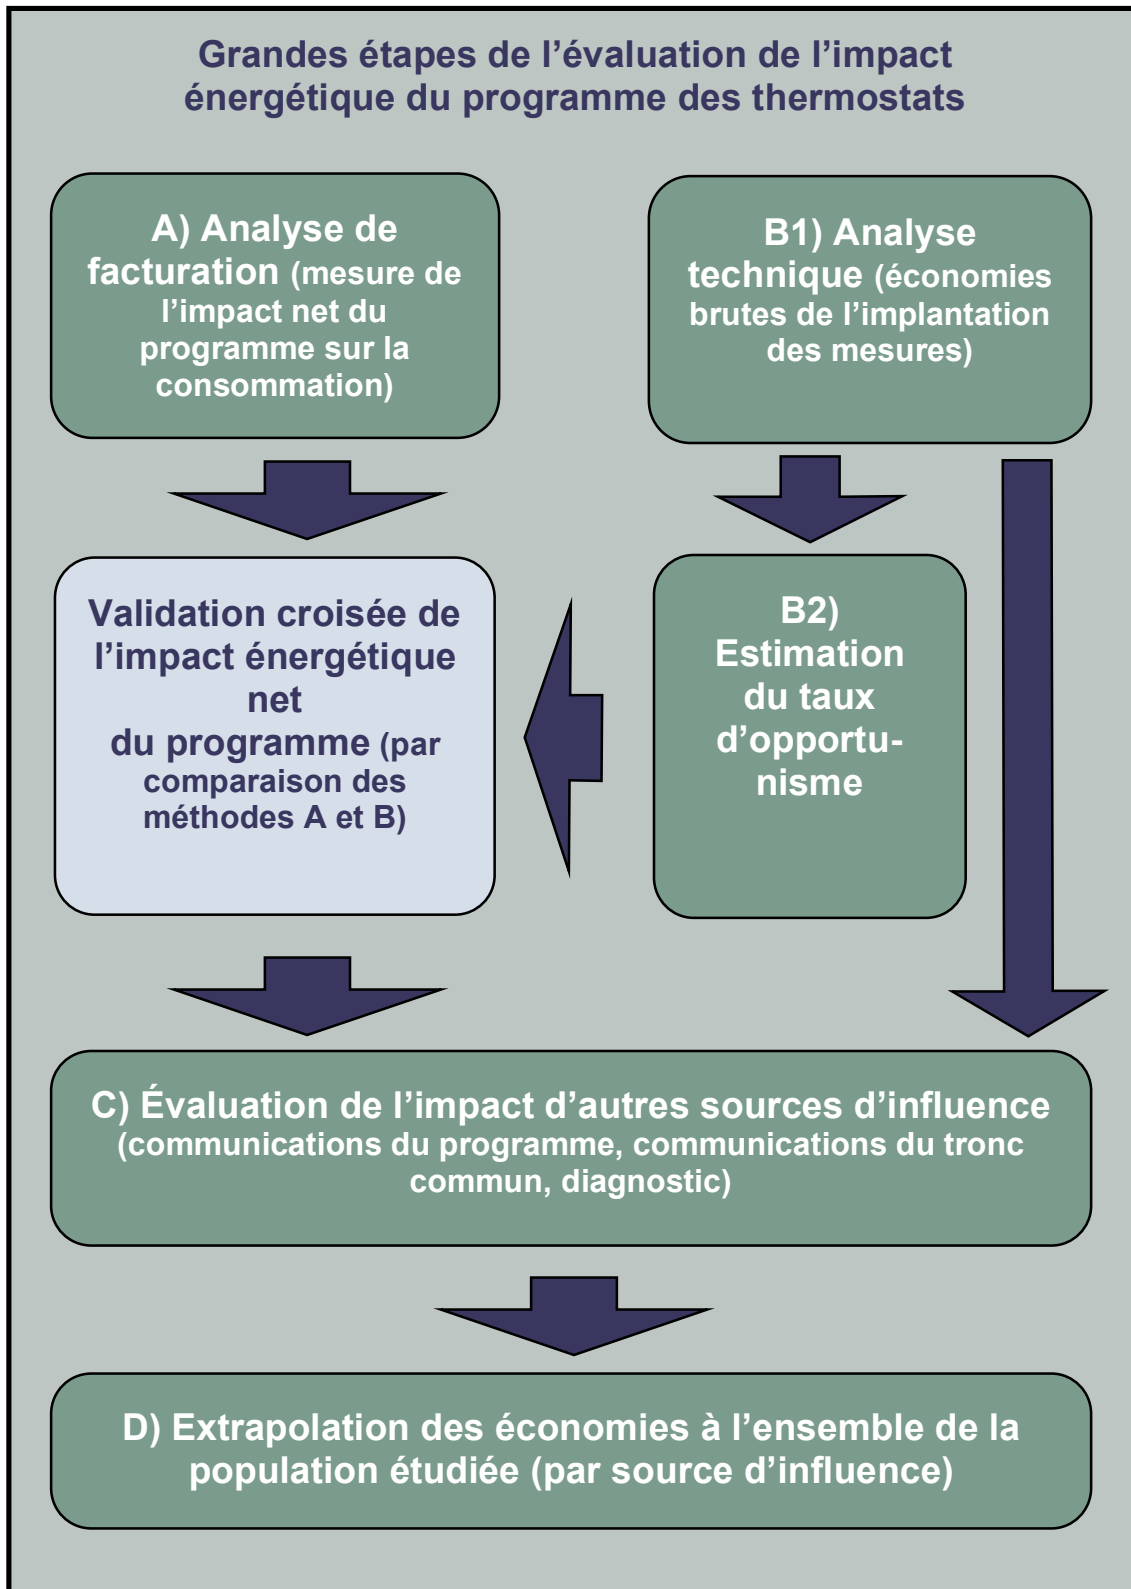 Grandes étapes de l’évaluation de l’impact
énergétique du programme des thermostats
A) Analyse de
facturation (mesure de
l’impact net du
programme sur la
consommation)
B1) Analyse
technique (économies
brutes de l’implantation
des mesures)
Validation croisée de
l’impact énergétique
net
du programme (par
comparaison des
méthodes A et B)
B2)
Estimation
du taux
d’opportu-
nisme
C) Évaluation de l’impact d’autres sources d’influence
(communications du programme, communications du tronc
commun, diagnostic)
D) Extrapolation des économies à l’ensemble de la
population étudiée (par source d’influence)